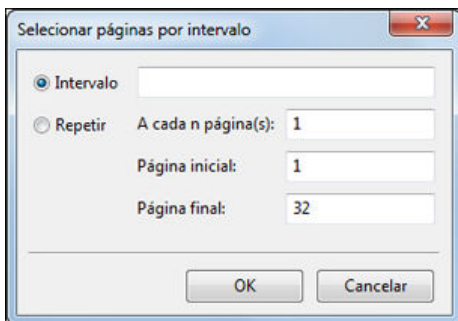 Selecionar páginas por intervalo
Intervalo
Repetir A cada n página(s): 1
Página inicial: 1
Página final: 32
OK Cancelar